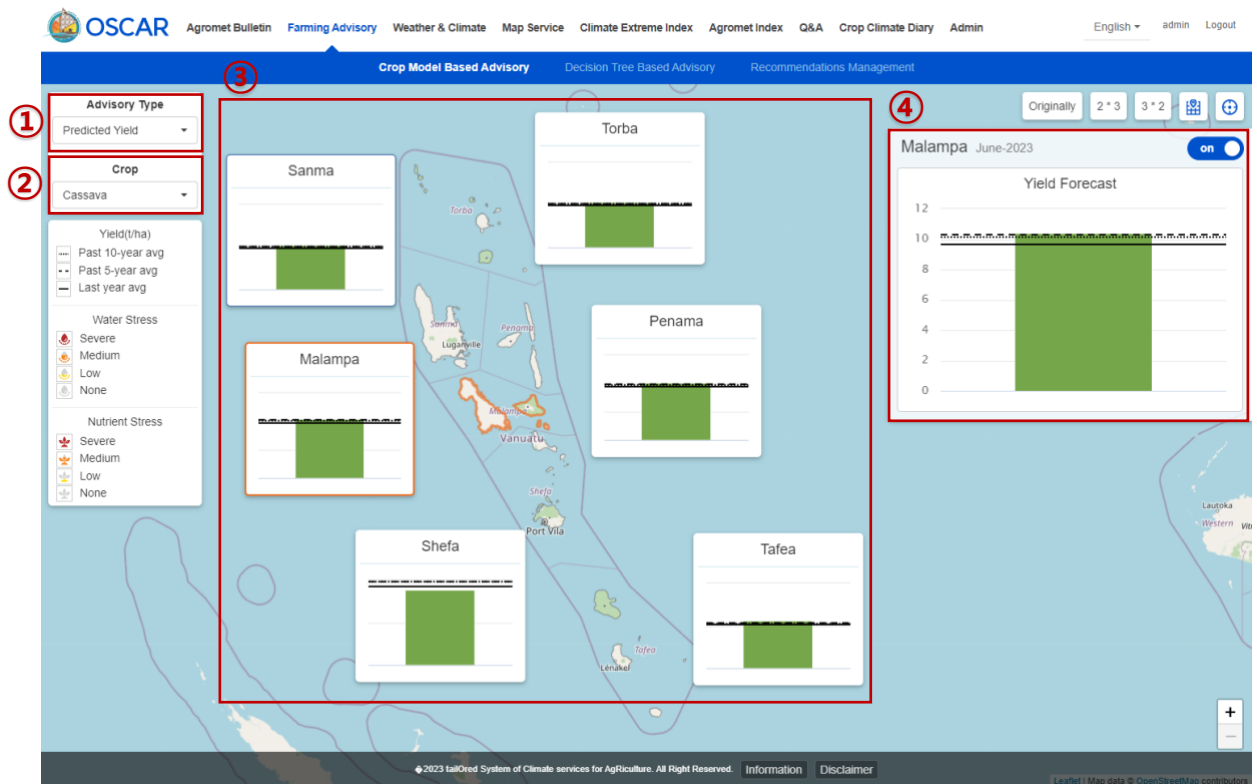 OSCAR Agromet Bulletin Farming Advisory Weather & Climate Map Service Climate Extreme Index Agromet Index Q&A Crop Climate Diary Admin English admin Logout
Crop Model Based Advisory Decision Tree Based Advisory Recommendations Management
①
Advisory Type
Predicted Yield
②
Crop
Cassava
Yield(t/ha)
Past 10-year avg
Past 5-year avg
Last year avg
Water Stress
Severe
Medium
Low
None
Nutrient Stress
Severe
Medium
Low
None
③
Torba
Sanma
Penama
Malampa
Shefa
Tafea
Torba
Sanma
Penama
Luganville
Malampa
Vanuatu
Shefa
Port Vila
Tafea
Lénakel
④
Originally 2 * 3 3 * 2
Malampa June-2023 on
Yield Forecast
12
10
8
6
4
2
0
Lautoka
Western
+
−
�2023 tailOred System of Climate services for AgRiculture. All Right Reserved. Information Disclaimer
Leaflet | Map data © OpenStreetMap contributors